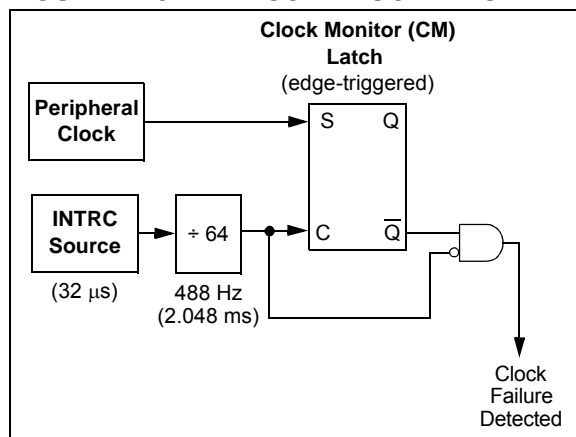 Clock Monitor (CM)
Latch
(edge-triggered)
Peripheral
Clock
S
Q
INTRC
Source
÷ 64
C
Q̅
(32 μs)
488 Hz
(2.048 ms)
Clock
Failure
Detected